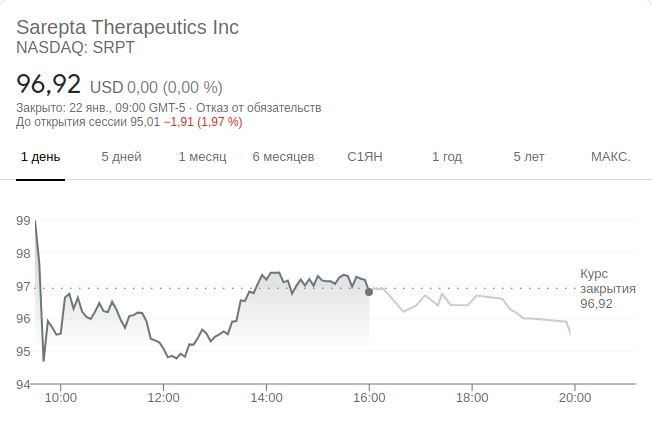 Sarepta Therapeutics Inc
NASDAQ: SRPT
96,92 USD 0,00 (0,00 %)
Закрыто: 22 янв., 09:00 GMT-5 · Отказ от обязательств
До открытия сессии 95,01 −1,91 (1,97 %)
1 день 5 дней 1 месяц 6 месяцев С1ЯН 1 год 5 лет МАКС.
99
98
97
96
95
94
Курс
закрытия
96,92
10:00 12:00 14:00 16:00 18:00 20:00